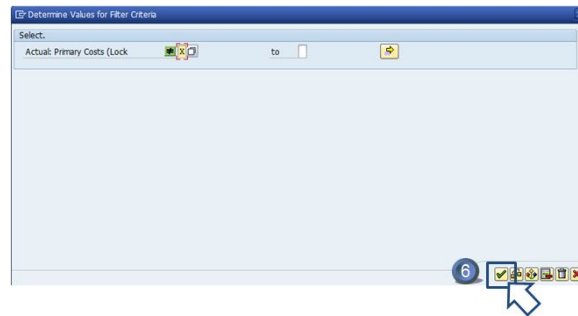 Determine Values for Filter Criteria
Select.
Actual: Primary Costs (Lock X to
6